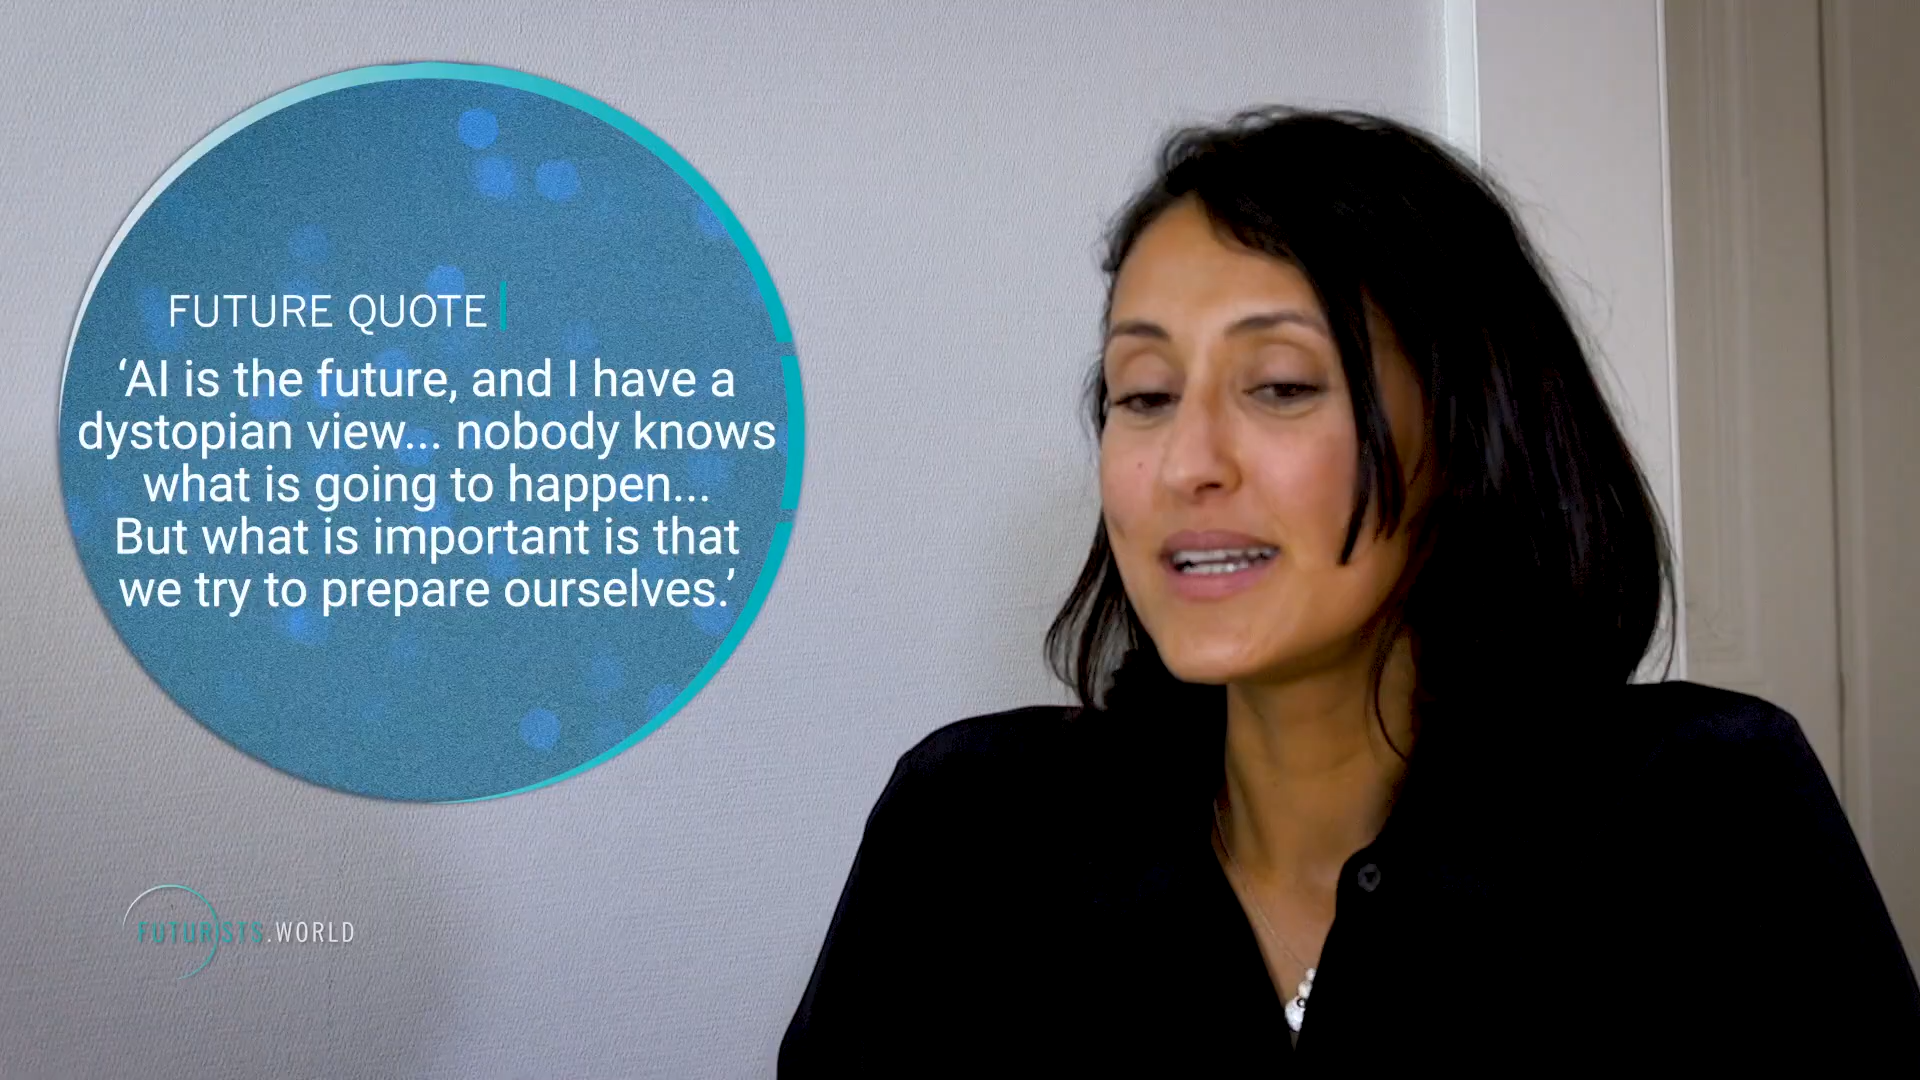 FUTURE QUOTE
‘AI is the future, and I have a
dystopian view... nobody knows
what is going to happen...
But what is important is that
we try to prepare ourselves.’
FUTURISTS.WORLD